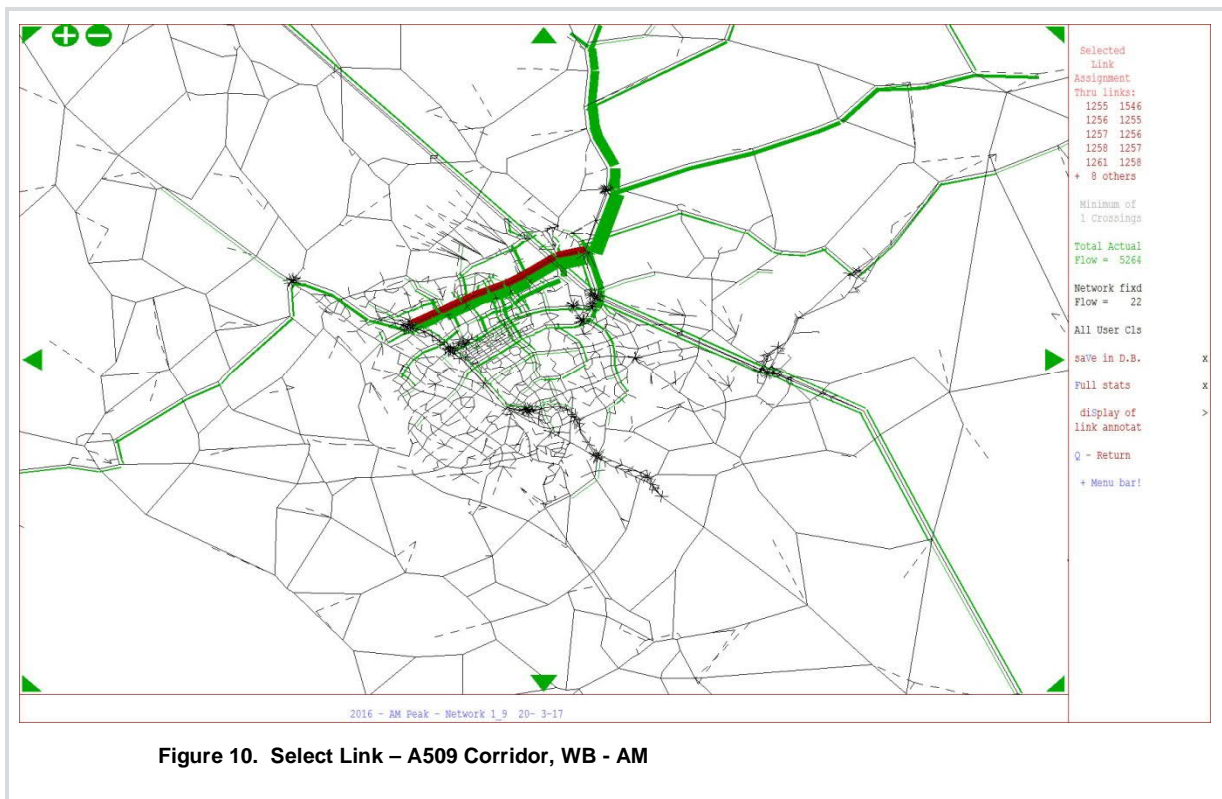 Selected
Link
Assignment
Thru links:
1255 1546
1256 1255
1257 1256
1258 1257
1261 1258
+ 8 others
Minimum of
1 Crossings
Total Actual
Flow = 5264
Network fixd
Flow = 22
All User Cls
saVe in D.B. x
Full stats x
diSplay of >
link annotat
Q - Return
+ Menu bar!
2016 - AM Peak - Network 1_9 20- 3-17
Figure 10. Select Link – A509 Corridor, WB - AM